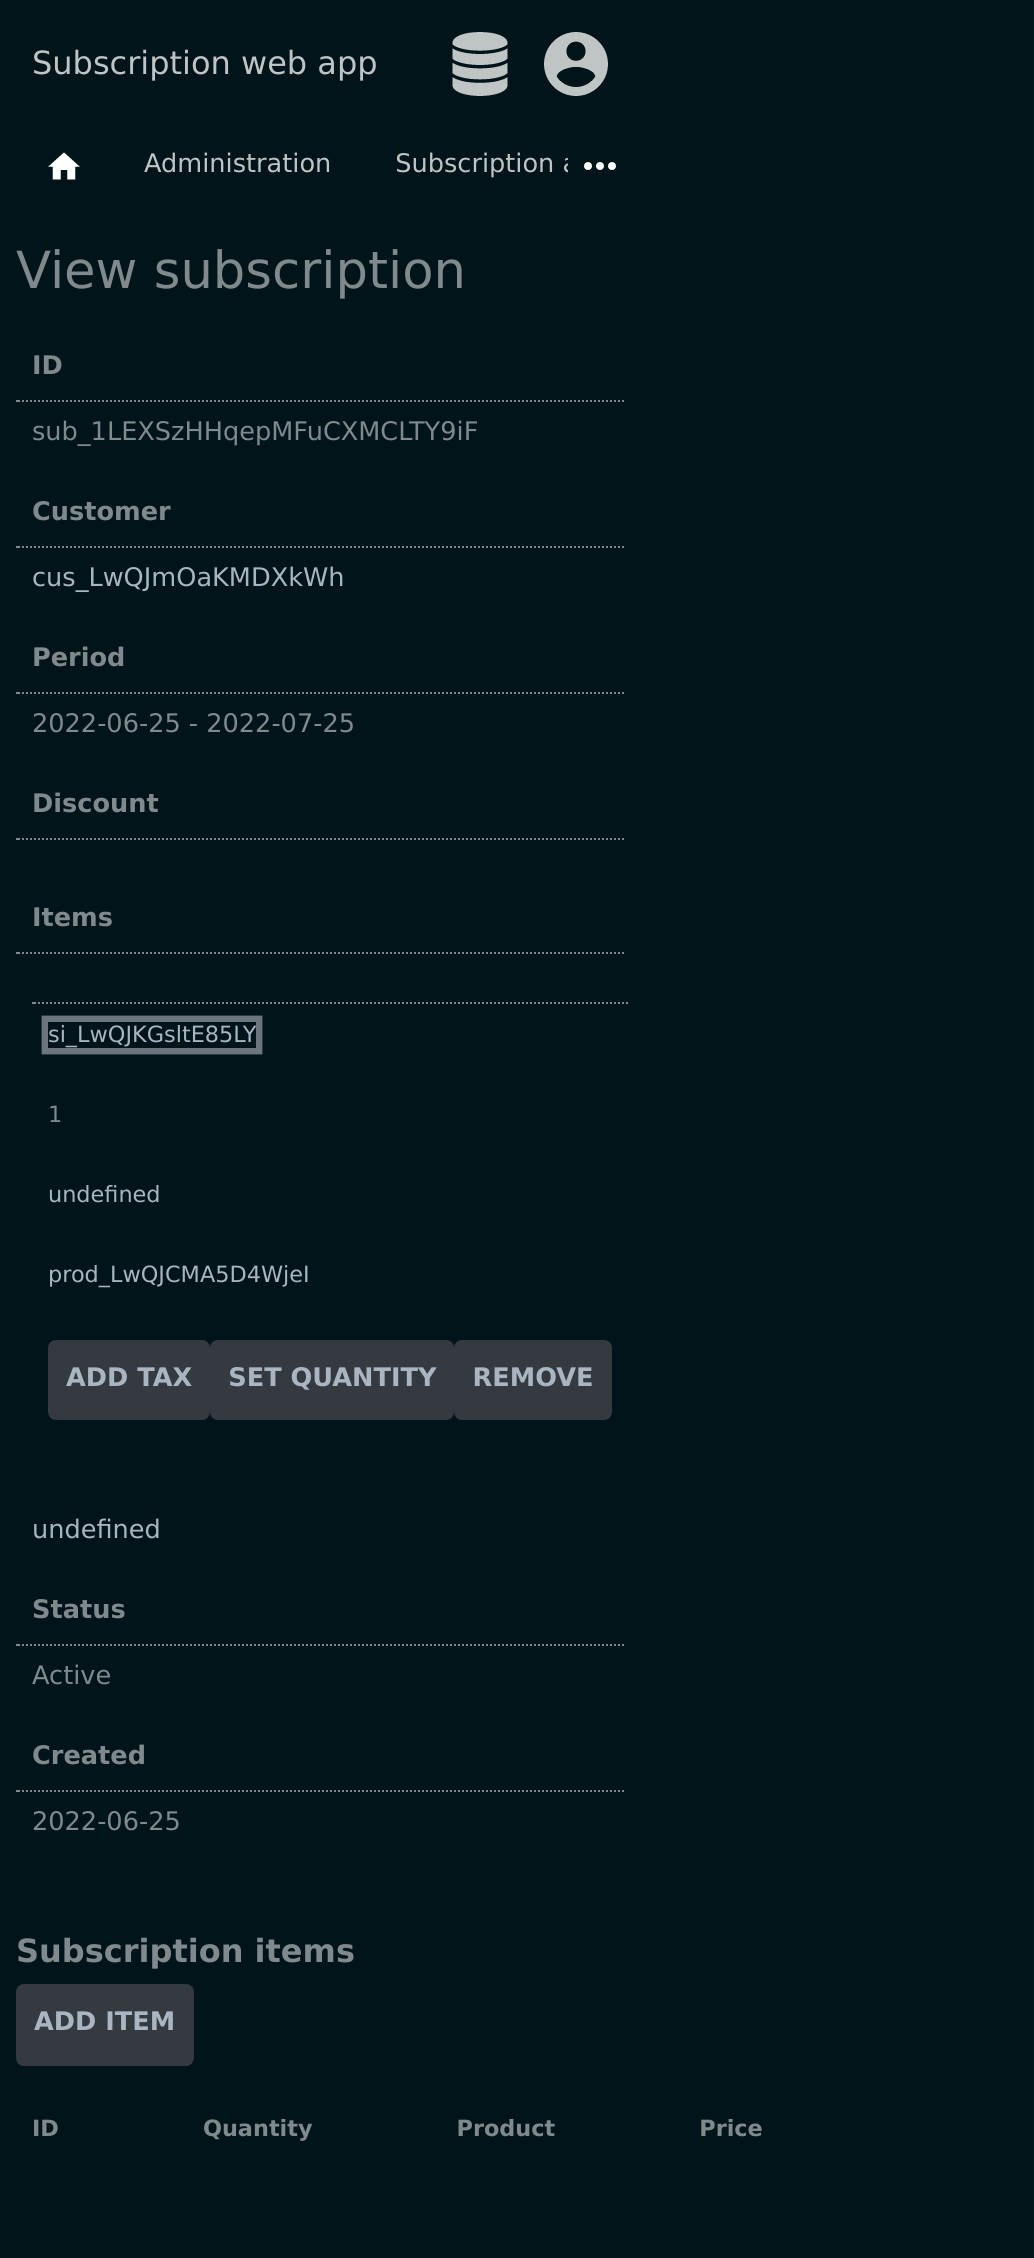 Subscription web app
Administration Subscription
View subscription
ID
sub_1LEXSzHHqepMFuCXMCLTY9iF
Customer
cus_LwQJmOaKMDXkWh
Period
2022-06-25 - 2022-07-25
Discount
Items
si_LwQJKGsltE85LY
1
undefined
prod_LwQJCMA5D4WjeI
ADD TAX SET QUANTITY REMOVE
undefined
Status
Active
Created
2022-06-25
Subscription items
ADD ITEM
ID Quantity Product Price